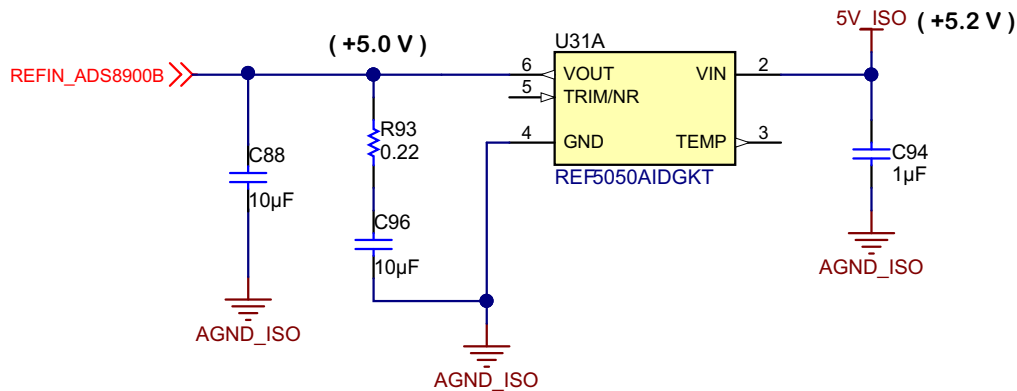 5V_ISO
( +5.2 V )
( +5.0 V )
U31A
REFIN_ADS8900B
6
VOUT
VIN
2
5
TRIM/NR
4
GND
TEMP
3
R93
0.22
C88
10µF
C94
1µF
REF5050AIDGKT
C96
10µF
AGND_ISO
AGND_ISO
AGND_ISO